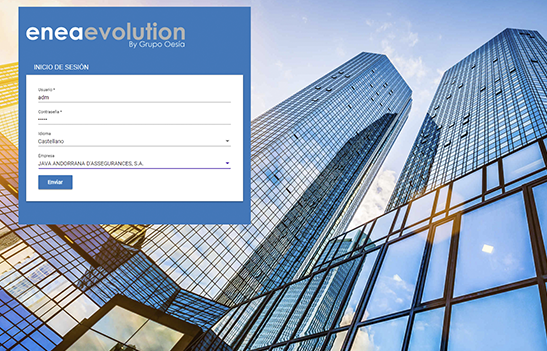 eneaevolution
By Grupo Oesía
INICIO DE SESIÓN
Usuario *
adm
Contraseña *
•••••
Idioma
Castellano
Empresa
JAVA ANDORRANA D'ASSEGURANCES, S.A.
Enviar